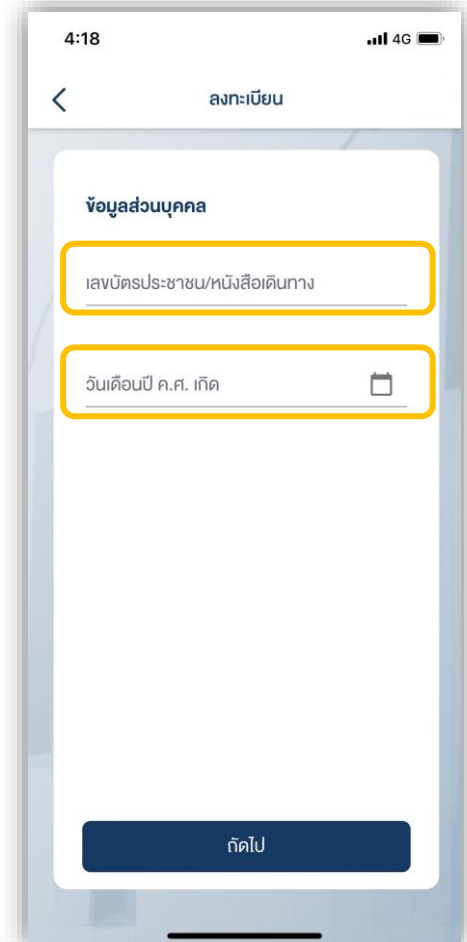 4:18 4G
ลงทะเบียน
ข้อมูลส่วนบุคคล
เลขบัตรประชาชน/หนังสือเดินทาง
วันเดือนปี ค.ศ. เกิด
ถัดไป